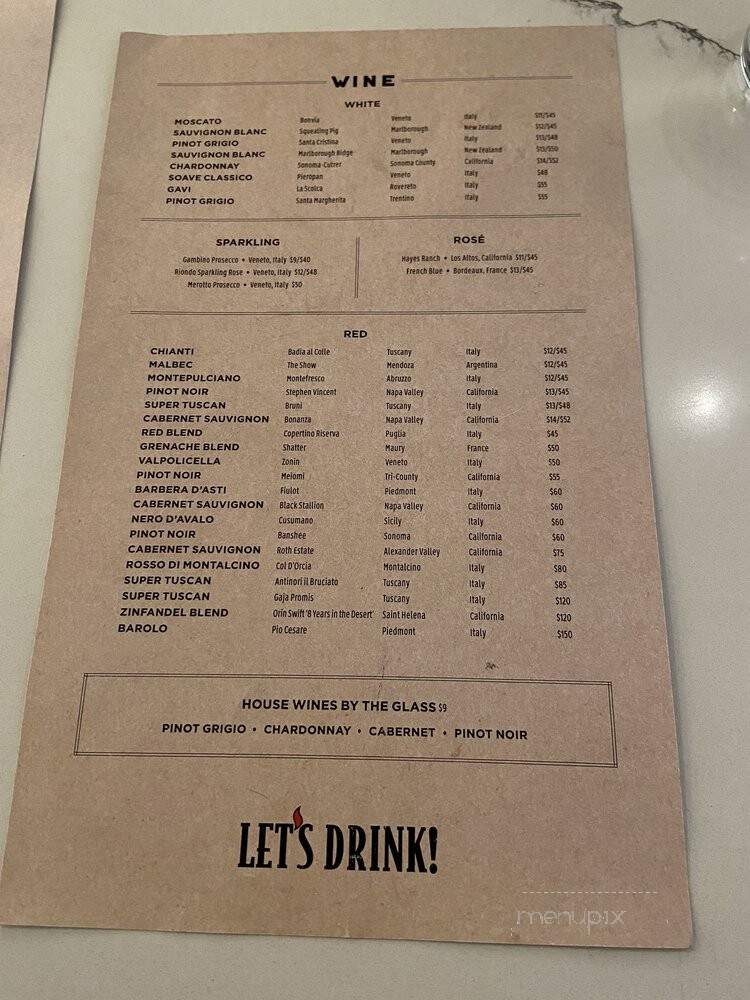 WINE
WHITE
MOSCATO Bonvia Veneto Italy $11/$45
SAUVIGNON BLANC Squealing Pig Marlborough New Zealand $12/$45
PINOT GRIGIO Santa Cristina Veneto Italy $13/$48
SAUVIGNON BLANC Marlborough Ridge Marlborough New Zealand $13/$50
CHARDONNAY Sonoma-Cutrer Sonoma County California $14/$52
SOAVE CLASSICO Pieropan Veneto Italy $48
GAVI La Scolca Rovereto Italy $55
PINOT GRIGIO Santa Margherita Trentino Italy $55
SPARKLING
Gambino Prosecco • Veneto, Italy $9/$40
Riondo Sparkling Rose • Veneto, Italy $12/$48
Merotto Prosecco • Veneto, Italy $50
ROSÉ
Hayes Ranch • Los Altos, California $11/$45
French Blue • Bordeaux, France $13/$45
RED
CHIANTI Badia al Colle Tuscany Italy $12/$45
MALBEC The Show Mendoza Argentina $12/$45
MONTEPULCIANO Montefresco Abruzzo Italy $12/$45
PINOT NOIR Stephen Vincent Napa Valley California $13/$45
SUPER TUSCAN Bruni Tuscany Italy $13/$48
CABERNET SAUVIGNON Bonanza Napa Valley California $14/$52
RED BLEND Copertino Riserva Puglia Italy $45
GRENACHE BLEND Shatter Maury France $50
VALPOLICELLA Zonin Veneto Italy $50
PINOT NOIR Meiomi Tri-County California $55
BARBERA D'ASTI Fiulot Piedmont Italy $60
CABERNET SAUVIGNON Black Stallion Napa Valley California $60
NERO D'AVALO Cusumano Sicily Italy $60
PINOT NOIR Banshee Sonoma California $60
CABERNET SAUVIGNON Roth Estate Alexander Valley California $75
ROSSO DI MONTALCINO Col D'Orcia Montalcino Italy $80
SUPER TUSCAN Antinori il Bruciato Tuscany Italy $85
SUPER TUSCAN Gaja Promis Tuscany Italy $120
ZINFANDEL BLEND Orin Swift '8 Years in the Desert' Saint Helena California $120
BAROLO Pio Cesare Piedmont Italy $150
HOUSE WINES BY THE GLASS $9
PINOT GRIGIO • CHARDONNAY • CABERNET • PINOT NOIR
LET'S DRINK!
menupix